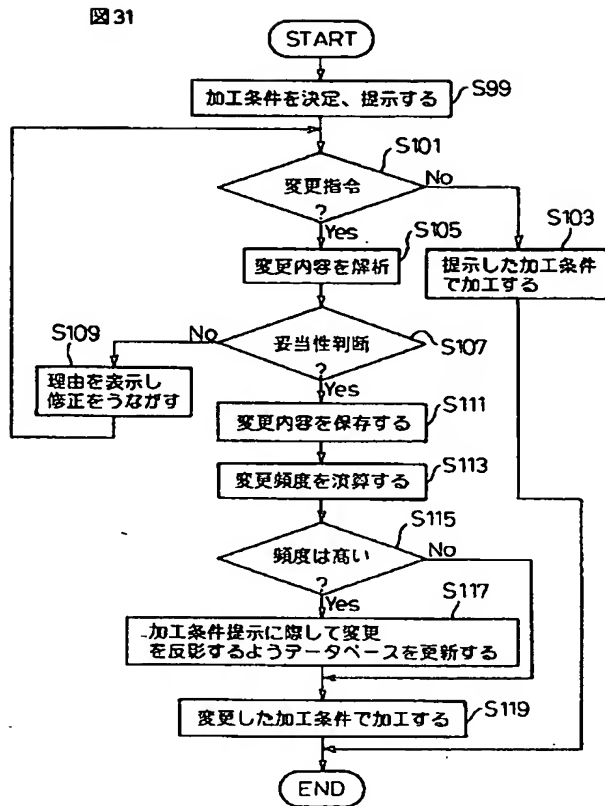 図31
START
加工条件を決定、提示する
S99
S101
変更指令
?
No
Yes
S105
変更内容を解析
S103
提示した加工条件
で加工する
No
妥当性判断
?
S107
S109
理由を表示し
修正をうながす
Yes
変更内容を保存する
S111
変更頻度を演算する
S113
S115
頻度は高い
?
No
Yes
S117
加工条件提示に際して変更
を反影するようデータベースを更新する
変更した加工条件で加工する
S119
END